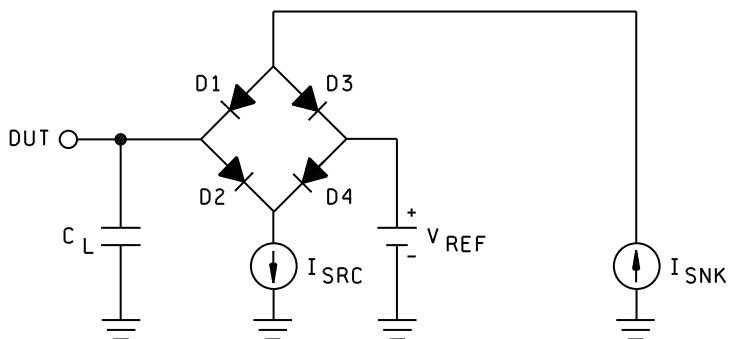 D1 D3
DUT
D2 D4
+
C L
V REF
-
I SRC
I SNK